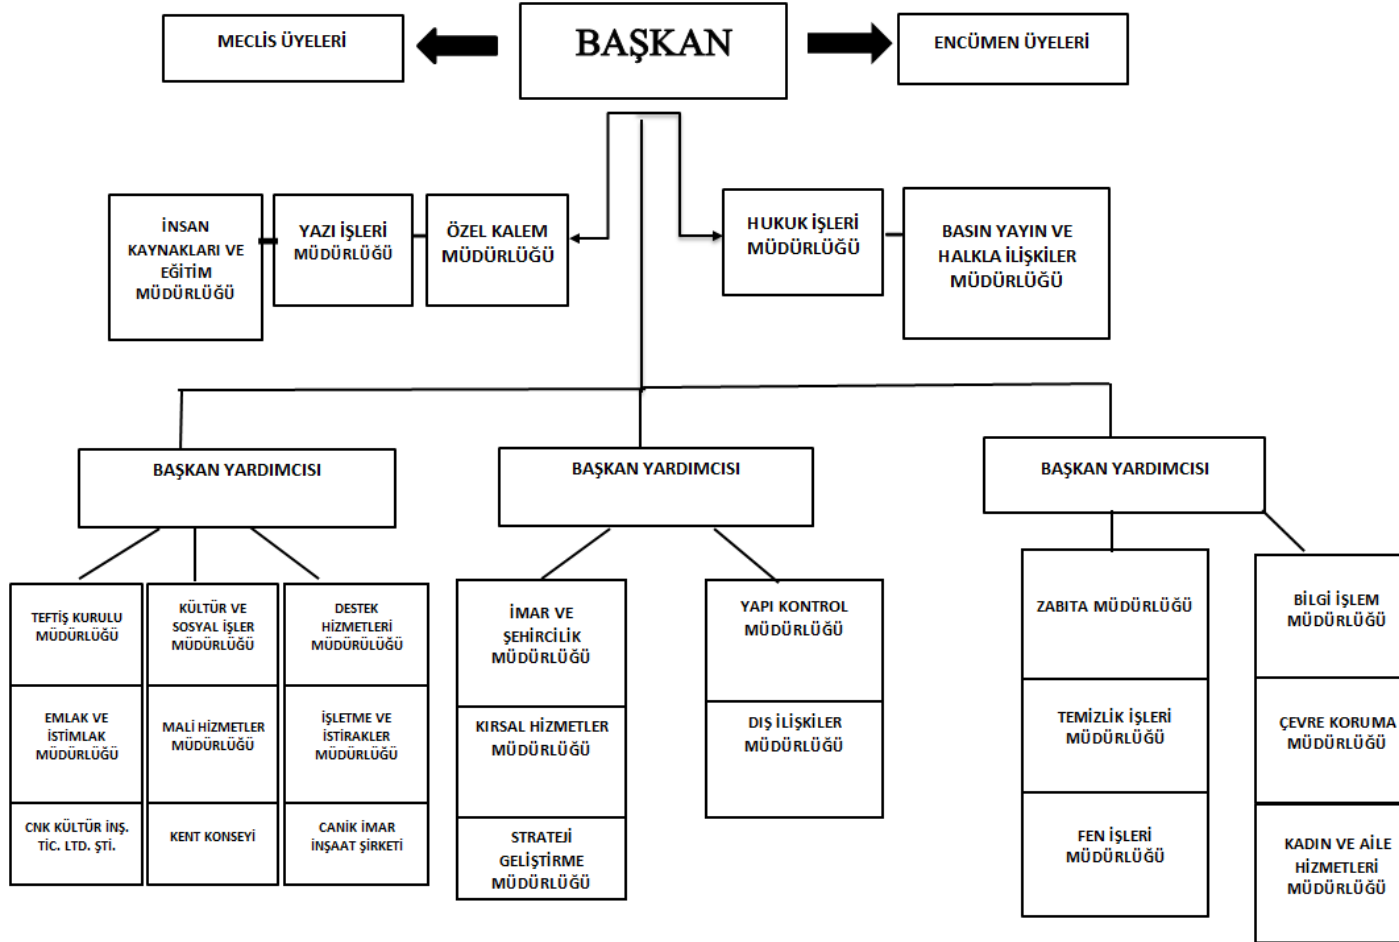 MECLİS ÜYELERİ
BAŞKAN
ENCÜMEN ÜYELERİ
İNSAN
KAYNAKLARI VE
EĞİTİM
MÜDÜRLÜĞÜ
YAZI İŞLERİ
MÜDÜRLÜĞÜ
ÖZEL KALEM
MÜDÜRLÜĞÜ
HUKUK İŞLERİ
MÜDÜRLÜĞÜ
BASIN YAYIN VE
HALKLA İLİŞKİLER
MÜDÜRLÜĞÜ
BAŞKAN YARDIMCISI
BAŞKAN YARDIMCISI
BAŞKAN YARDIMCISI
TEFTİŞ KURULU
MÜDÜRLÜĞÜ
KÜLTÜR VE
SOSYAL İŞLER
MÜDÜRLÜĞÜ
DESTEK
HİZMETLERİ
MÜDÜRÜLÜĞÜ
EMLAK VE
İSTİMLAK
MÜDÜRLÜĞÜ
MALİ HİZMETLER
MÜDÜRLÜĞÜ
İŞLETME VE
İSTİRAKLER
MÜDÜRLÜĞÜ
CNK KÜLTÜR İNŞ.
TİC. LTD. ŞTİ.
KENT KONSEYİ
CANİK İMAR
İNŞAAT ŞİRKETİ
İMAR VE
ŞEHİRCİLİK
MÜDÜRLÜĞÜ
KIRSAL HİZMETLER
MÜDÜRLÜĞÜ
STRATEJİ
GELİŞTİRME
MÜDÜRLÜĞÜ
YAPI KONTROL
MÜDÜRLÜĞÜ
DIŞ İLİŞKİLER
MÜDÜRLÜĞÜ
ZABITA MÜDÜRLÜĞÜ
TEMİZLİK İŞLERİ
MÜDÜRLÜĞÜ
FEN İŞLERİ
MÜDÜRLÜĞÜ
BİLGİ İŞLEM
MÜDÜRLÜĞÜ
ÇEVRE KORUMA
MÜDÜRLÜĞÜ
KADIN VE AİLE
HİZMETLERİ
MÜDÜRLÜĞÜ